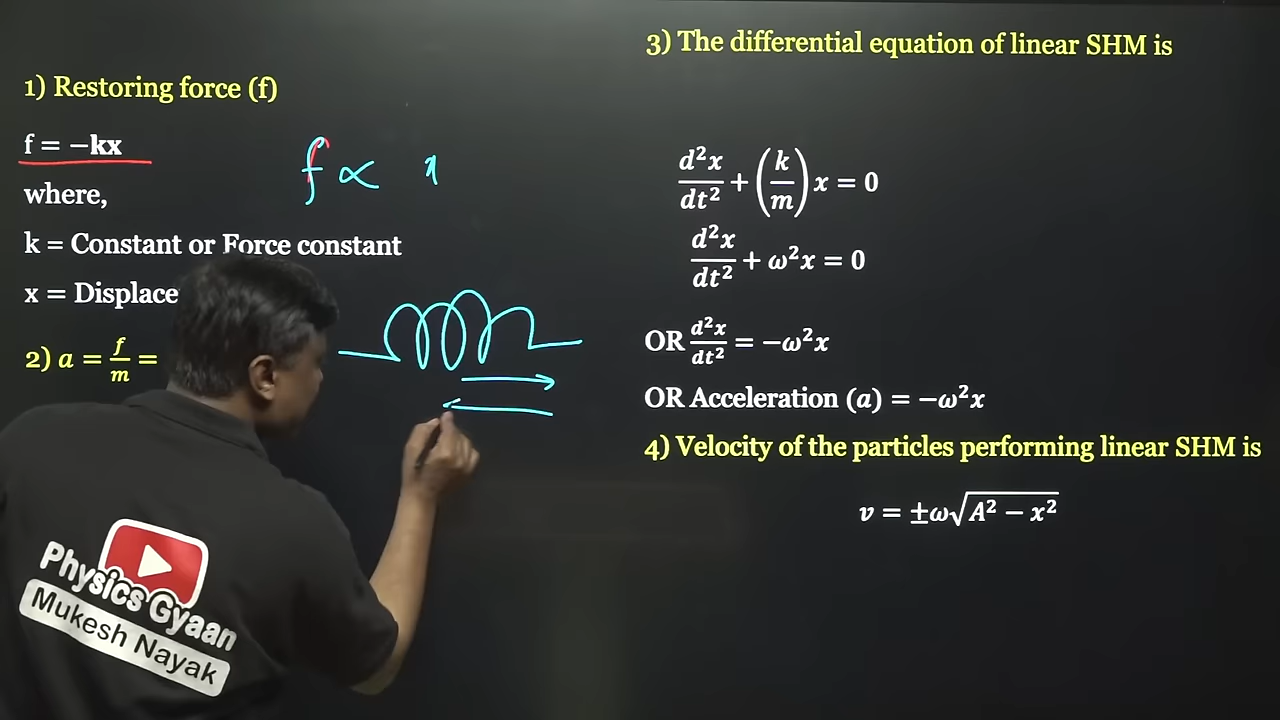 1) Restoring force (f)
f = −kx
f ∝ x
where,
k = Constant or Force constant
x = Displace
2) a = f/m =
3) The differential equation of linear SHM is
d²x/dt² + (k/m) x = 0
d²x/dt² + ω²x = 0
OR d²x/dt² = −ω²x
OR Acceleration (a) = −ω²x
4) Velocity of the particles performing linear SHM is
v = ±ω√(A² − x²)
Physics Gyaan
Mukesh Nayak